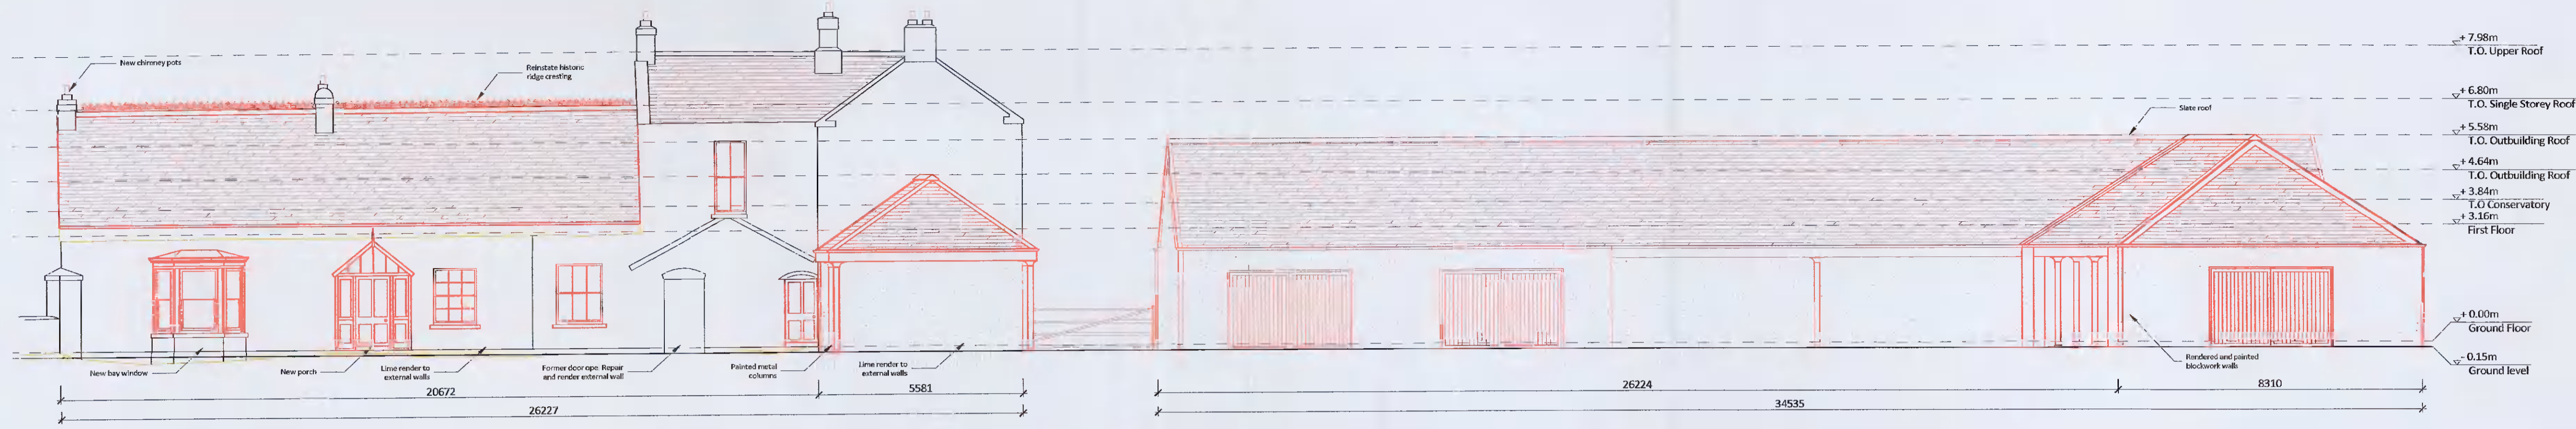 New chimney pots
Reinstate historic
ridge cresting
+ 7.98m
T.O. Upper Roof
+ 6.80m
T.O. Single Storey Roof
Slate roof
+ 5.58m
T.O. Outbuilding Roof
+ 4.64m
T.O. Outbuilding Roof
+ 3.84m
T.O Conservatory
+ 3.16m
First Floor
+ 0.00m
Ground Floor
- 0.15m
Ground level
New bay window
New porch
Lime render to
external walls
Former door ope. Repair
and render external wall
Painted metal
columns
Lime render to
external walls
Rendered and painted
blockwork walls
20672
5581
26224
8310
26227
34535